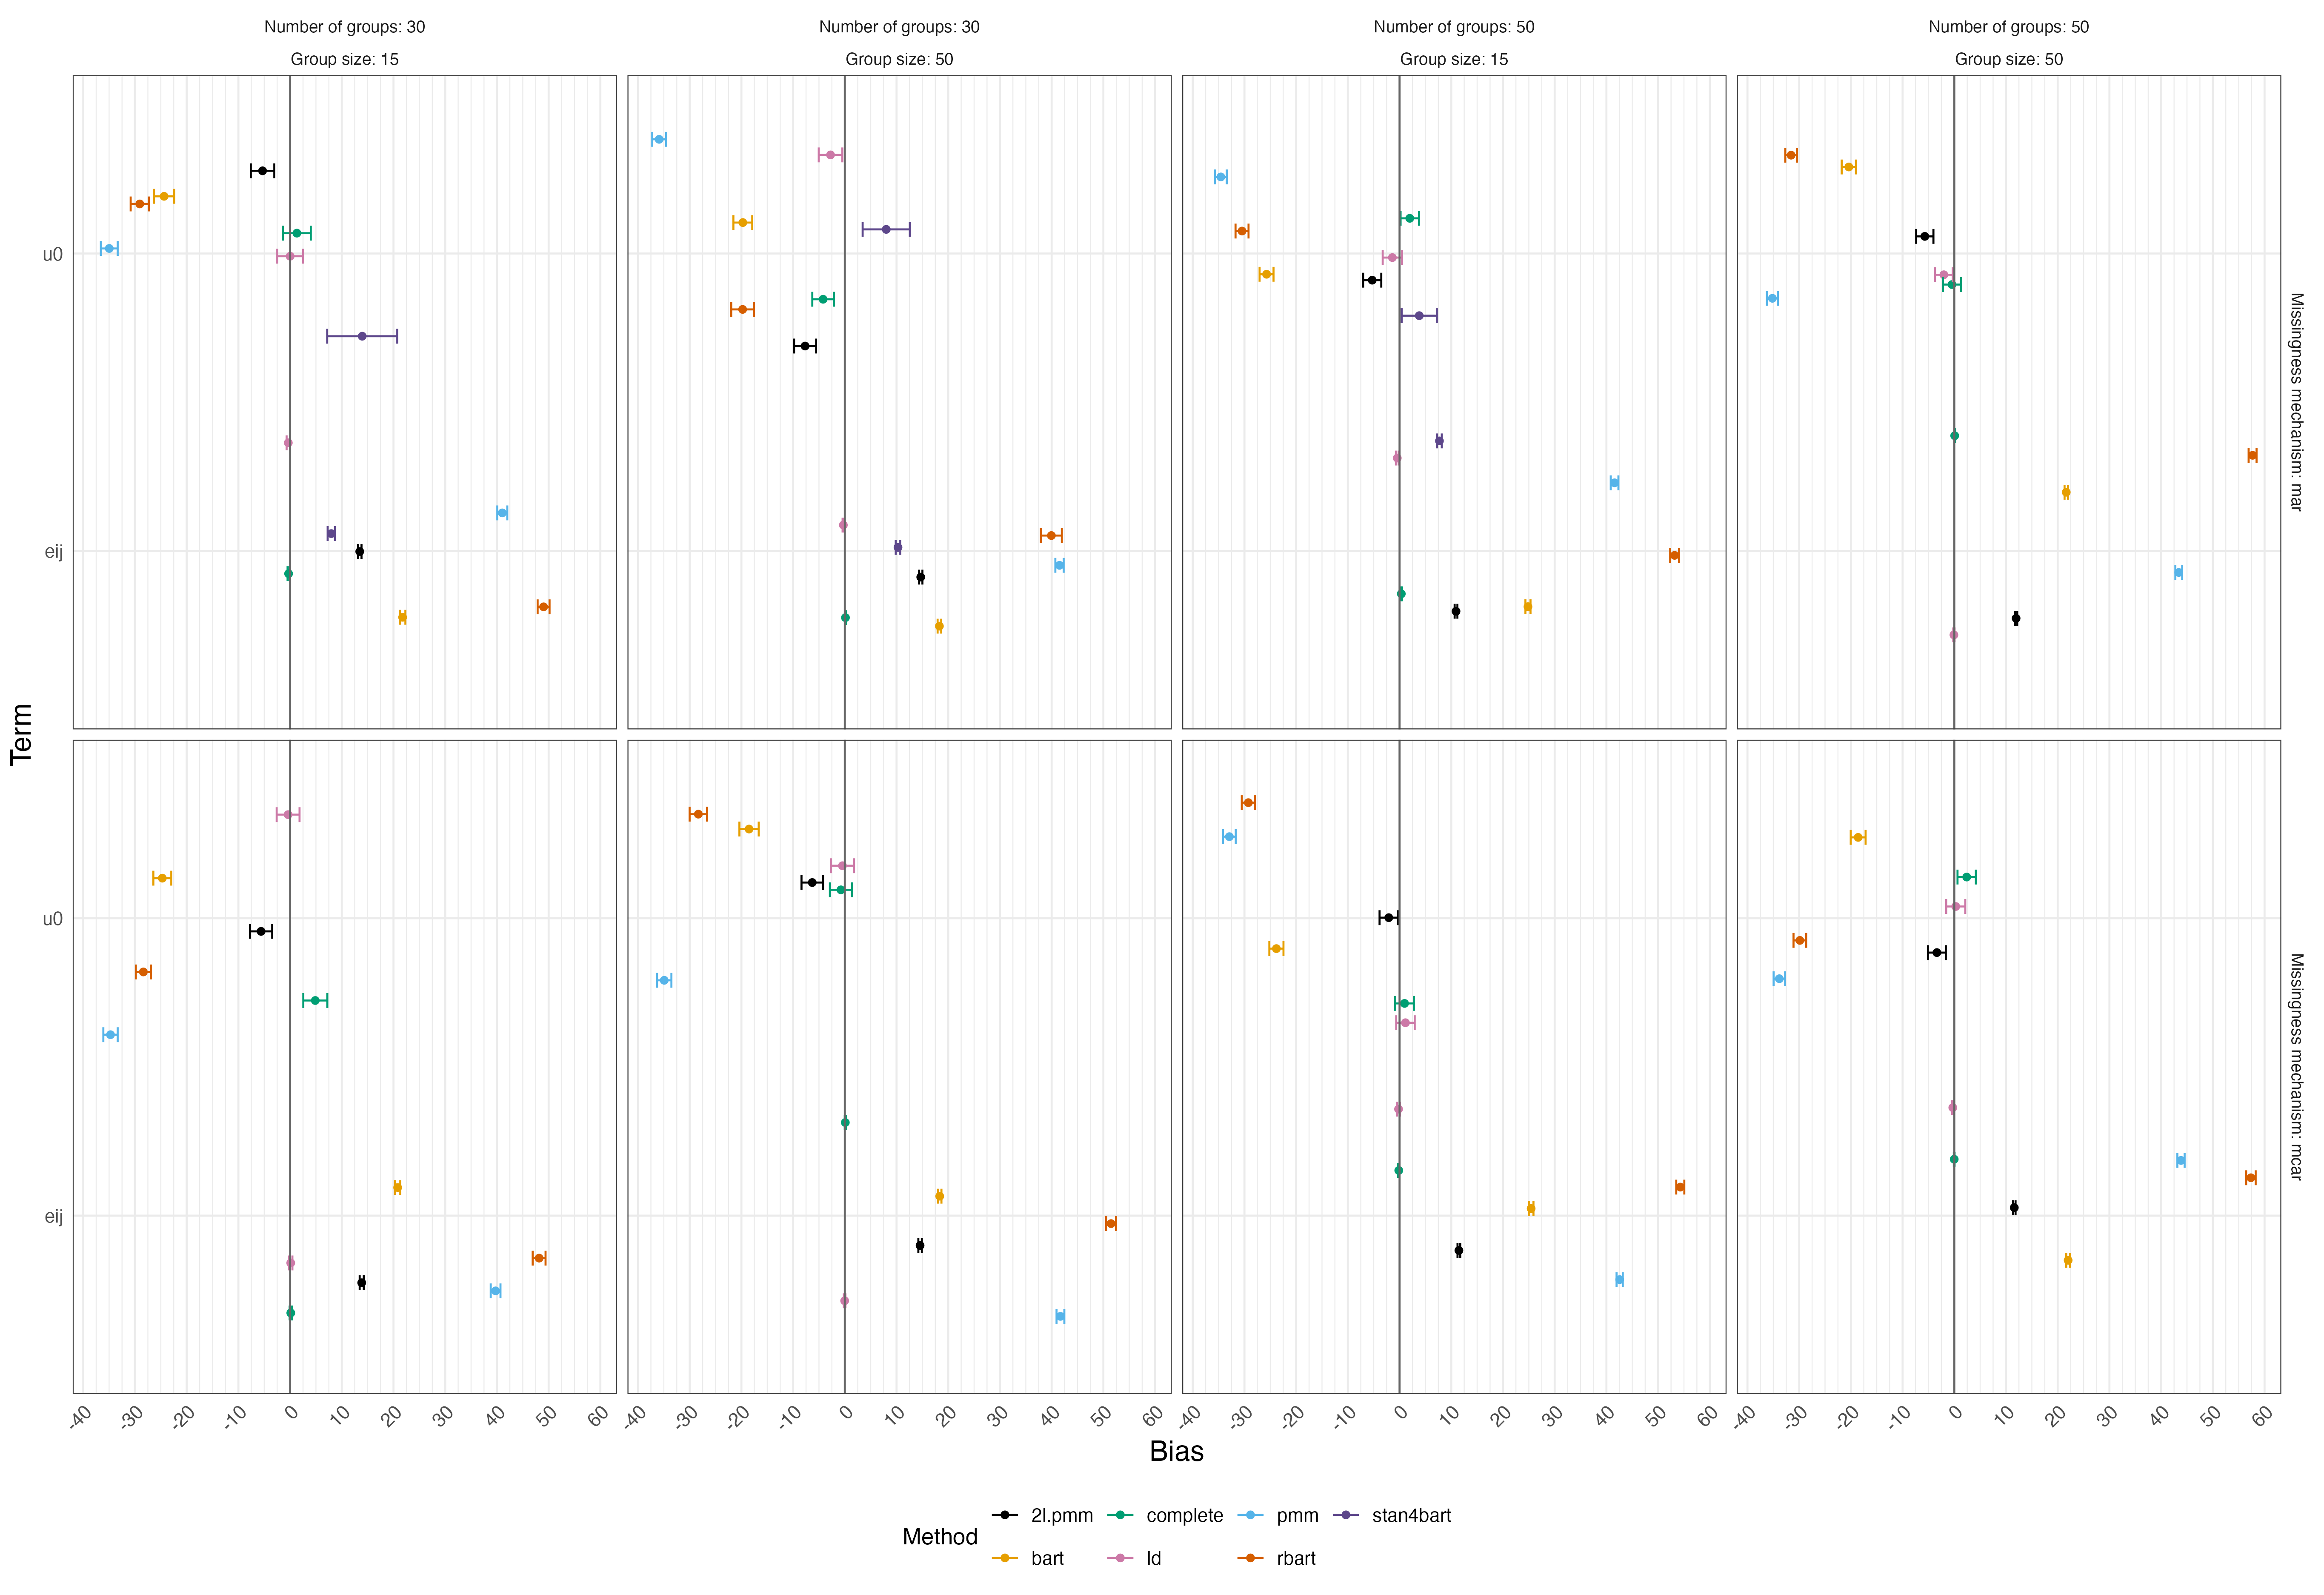 Number of groups: 30
Number of groups: 30
Number of groups: 50
Number of groups: 50
Group size: 15
Group size: 50
Group size: 15
Group size: 50
u0
eij
Missingness mechanism: mar
Term
u0
eij
Missingness mechanism: mcar
-40 -30 -20 -10 0 10 20 30 40 50 60
-40 -30 -20 -10 0 10 20 30 40 50 60
-40 -30 -20 -10 0 10 20 30 40 50 60
-40 -30 -20 -10 0 10 20 30 40 50 60
Bias
Method
2l.pmm complete pmm stan4bart
bart ld rbart